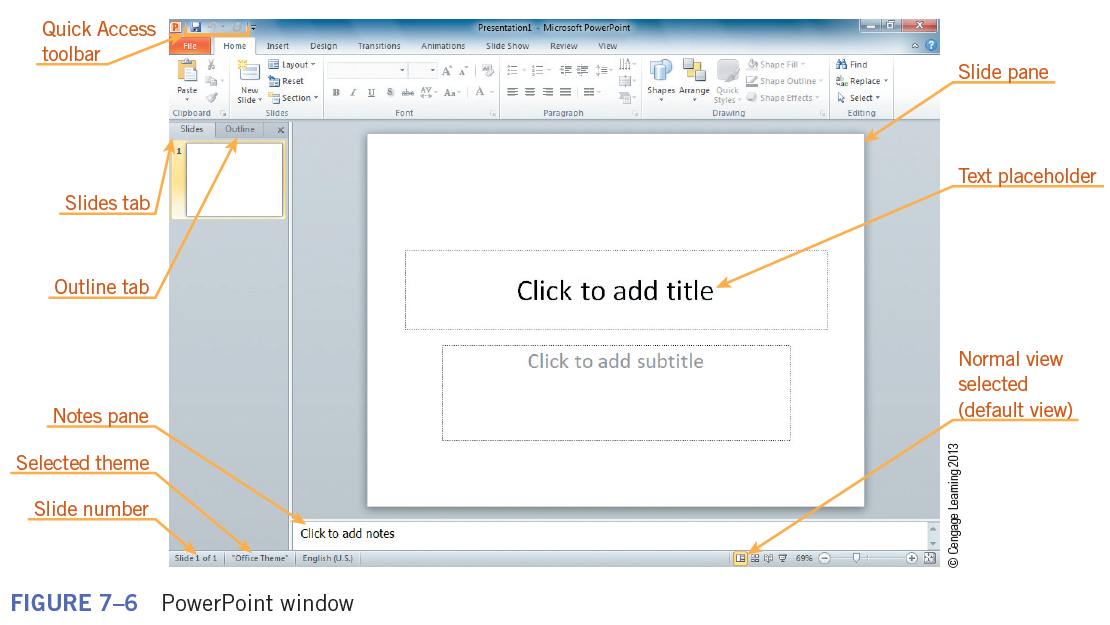 Quick Access
toolbar
Presentation1 - Microsoft PowerPoint
File Home Insert Design Transitions Animations Slide Show Review View
Paste
New
Slide
Layout
Reset
Section
B I U S abc AV Aa A
Shapes Arrange Quick
Styles
Shape Fill
Shape Outline
Shape Effects
Find
Replace
Select
Clipboard Slides Font Paragraph Drawing Editing
Slides Outline
1
Slide pane
Text placeholder
Slides tab
Outline tab
Click to add title
Click to add subtitle
Normal view
selected
(default view)
Notes pane
Selected theme
Slide number
Click to add notes
Slide 1 of 1 "Office Theme" English (U.S.) 69%
© Cengage Learning 2013
FIGURE 7–6 PowerPoint window